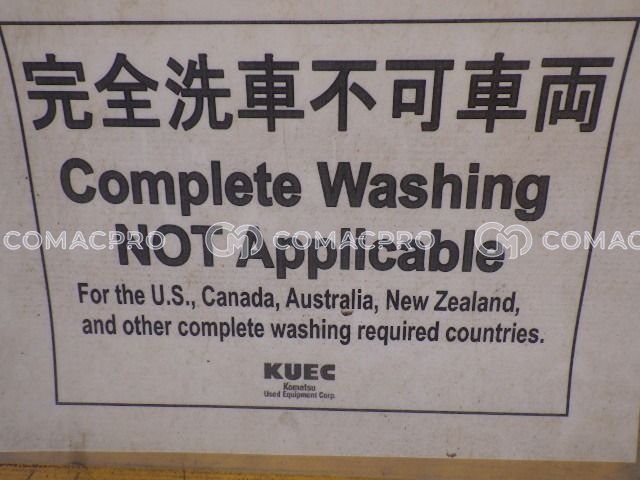 完全洗車不可車両
Complete Washing
NOT Applicable
COMACPRO COMACPRO COMAC
For the U.S., Canada, Australia, New Zealand,
and other complete washing required countries.
KUEC
Komatsu
Used Equipment Corp.